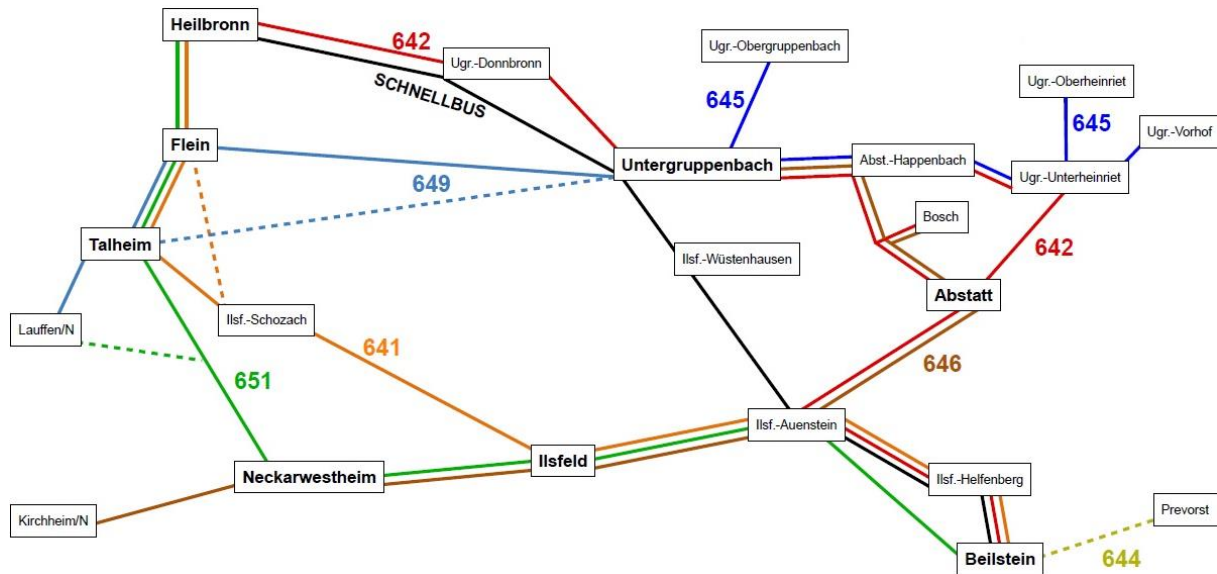 Heilbronn
642
Ugr.-Donnbronn
Ugr.-Obergruppenbach
Ugr.-Oberheinriet
SCHNELLBUS
645
645
Ugr.-Vorhof
Flein
Untergruppenbach
Abst.-Happenbach
Ugr.-Unterheinriet
649
Bosch
Talheim
642
Ilsf.-Wüstenhausen
Abstatt
Lauffen/N
Ilsf.-Schozach
641
646
651
Ilsf.-Auenstein
Ilsfeld
Neckarwestheim
Ilsf.-Helfenberg
Kirchheim/N
Prevorst
Beilstein
644